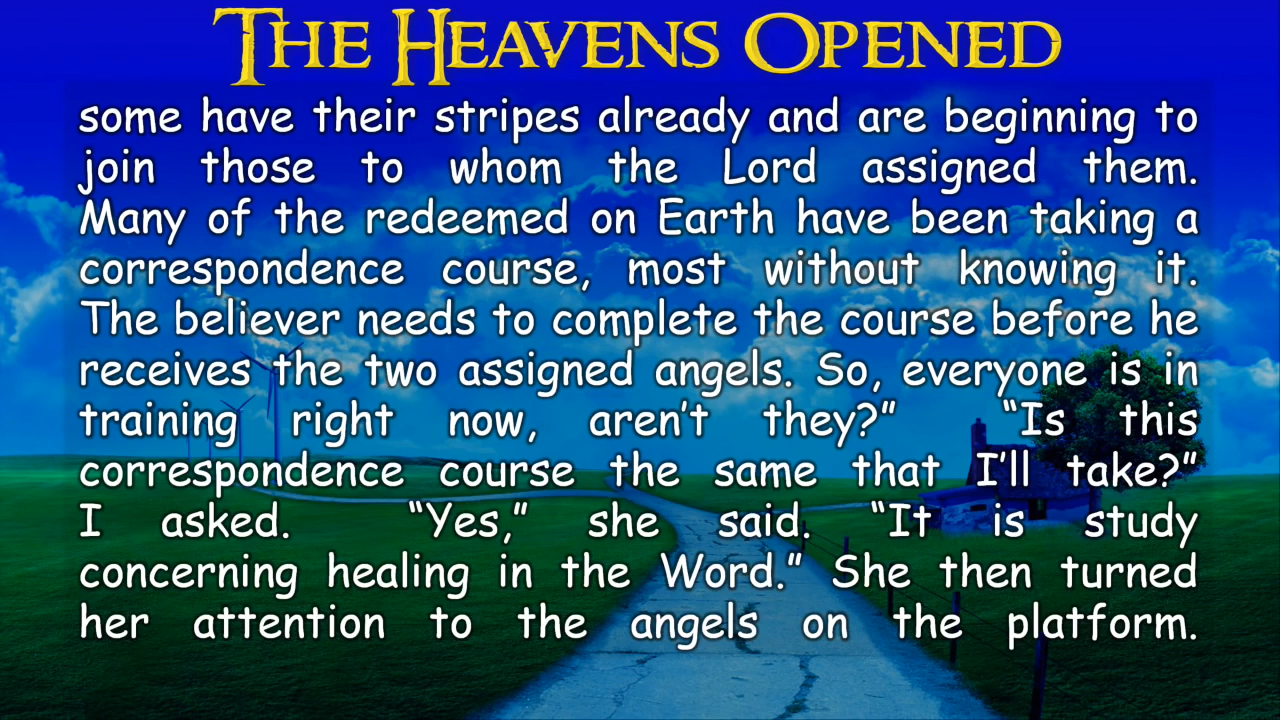 THE HEAVENS OPENED
some have their stripes already and are beginning to
join those to whom the Lord assigned them.
Many of the redeemed on Earth have been taking a
correspondence course, most without knowing it.
The believer needs to complete the course before he
receives the two assigned angels. So, everyone is in
training right now, aren’t they?” “Is this
correspondence course the same that I’ll take?”
I asked. “Yes,” she said. “It is study
concerning healing in the Word.” She then turned
her attention to the angels on the platform.